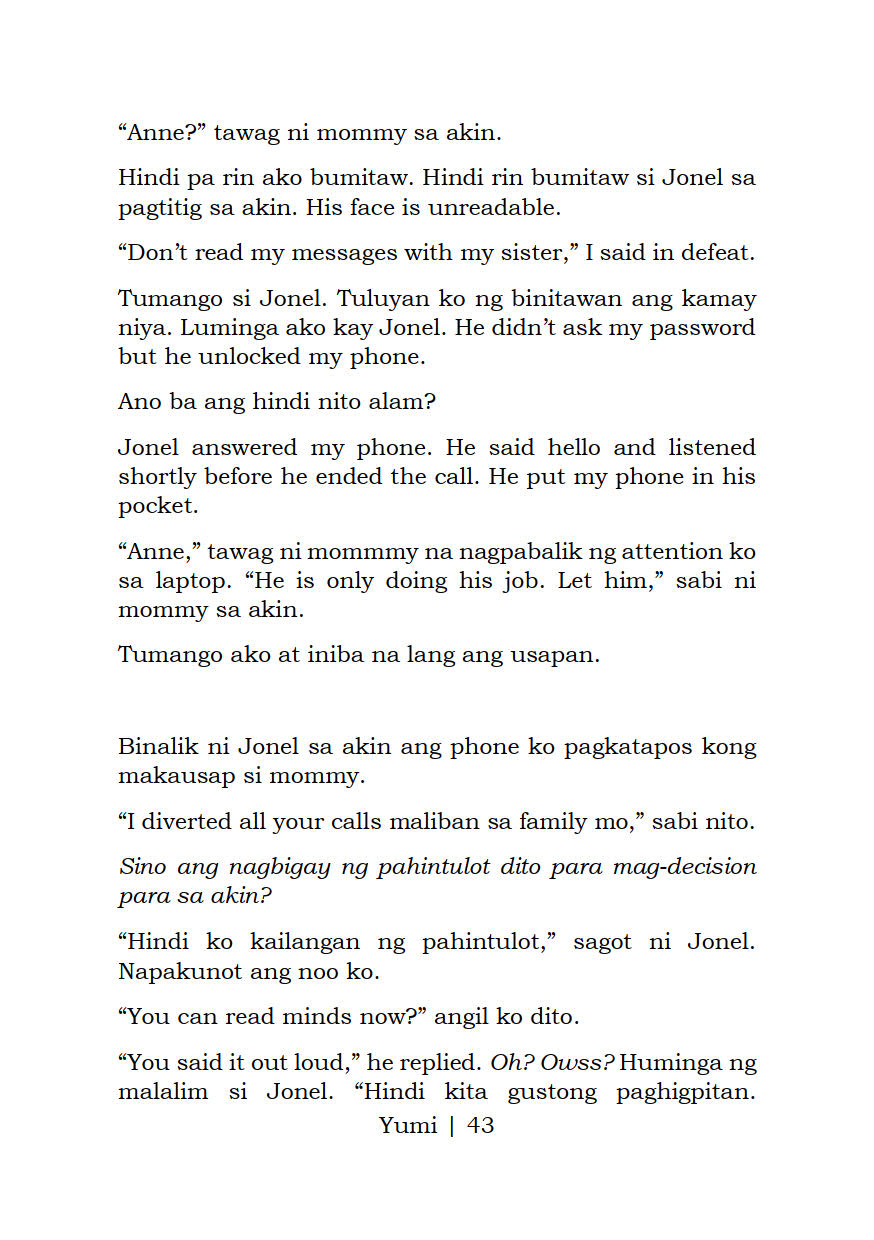 “Anne?” tawag ni mommy sa akin.
Hindi pa rin ako bumitaw. Hindi rin bumitaw si Jonel sa
pagtitig sa akin. His face is unreadable.
“Don’t read my messages with my sister,” I said in defeat.
Tumango si Jonel. Tuluyan ko ng binitawan ang kamay
niya. Luminga ako kay Jonel. He didn’t ask my password
but he unlocked my phone.
Ano ba ang hindi nito alam?
Jonel answered my phone. He said hello and listened
shortly before he ended the call. He put my phone in his
pocket.
“Anne,” tawag ni mommmy na nagpabalik ng attention ko
sa laptop. “He is only doing his job. Let him,” sabi ni
mommy sa akin.
Tumango ako at iniba na lang ang usapan.
Binalik ni Jonel sa akin ang phone ko pagkatapos kong
makausap si mommy.
“I diverted all your calls maliban sa family mo,” sabi nito.
Sino ang nagbigay ng pahintulot dito para mag-decision
para sa akin?
“Hindi ko kailangan ng pahintulot,” sagot ni Jonel.
Napakunot ang noo ko.
“You can read minds now?” angil ko dito.
“You said it out loud,” he replied. Oh? Owss? Huminga ng
malalim si Jonel. “Hindi kita gustong paghigpitan.
Yumi | 43